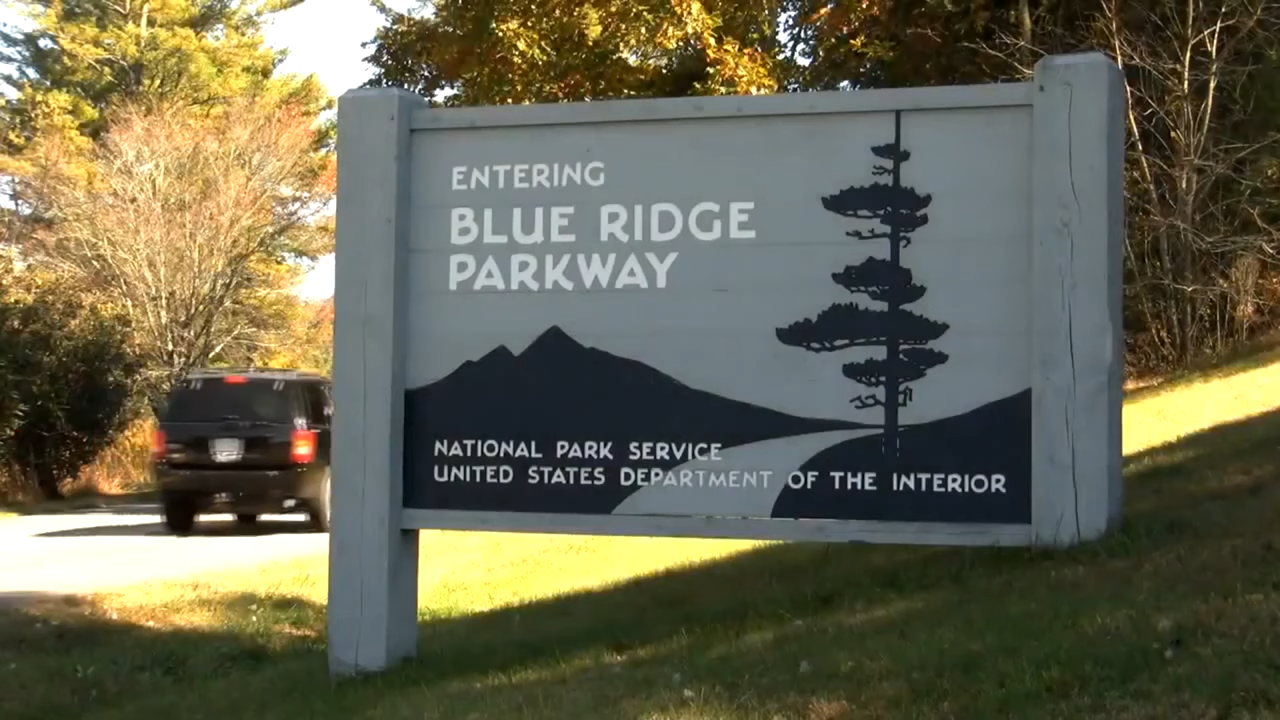 ENTERING
BLUE RIDGE
PARKWAY
NATIONAL PARK SERVICE
UNITED STATES DEPARTMENT OF THE INTERIOR